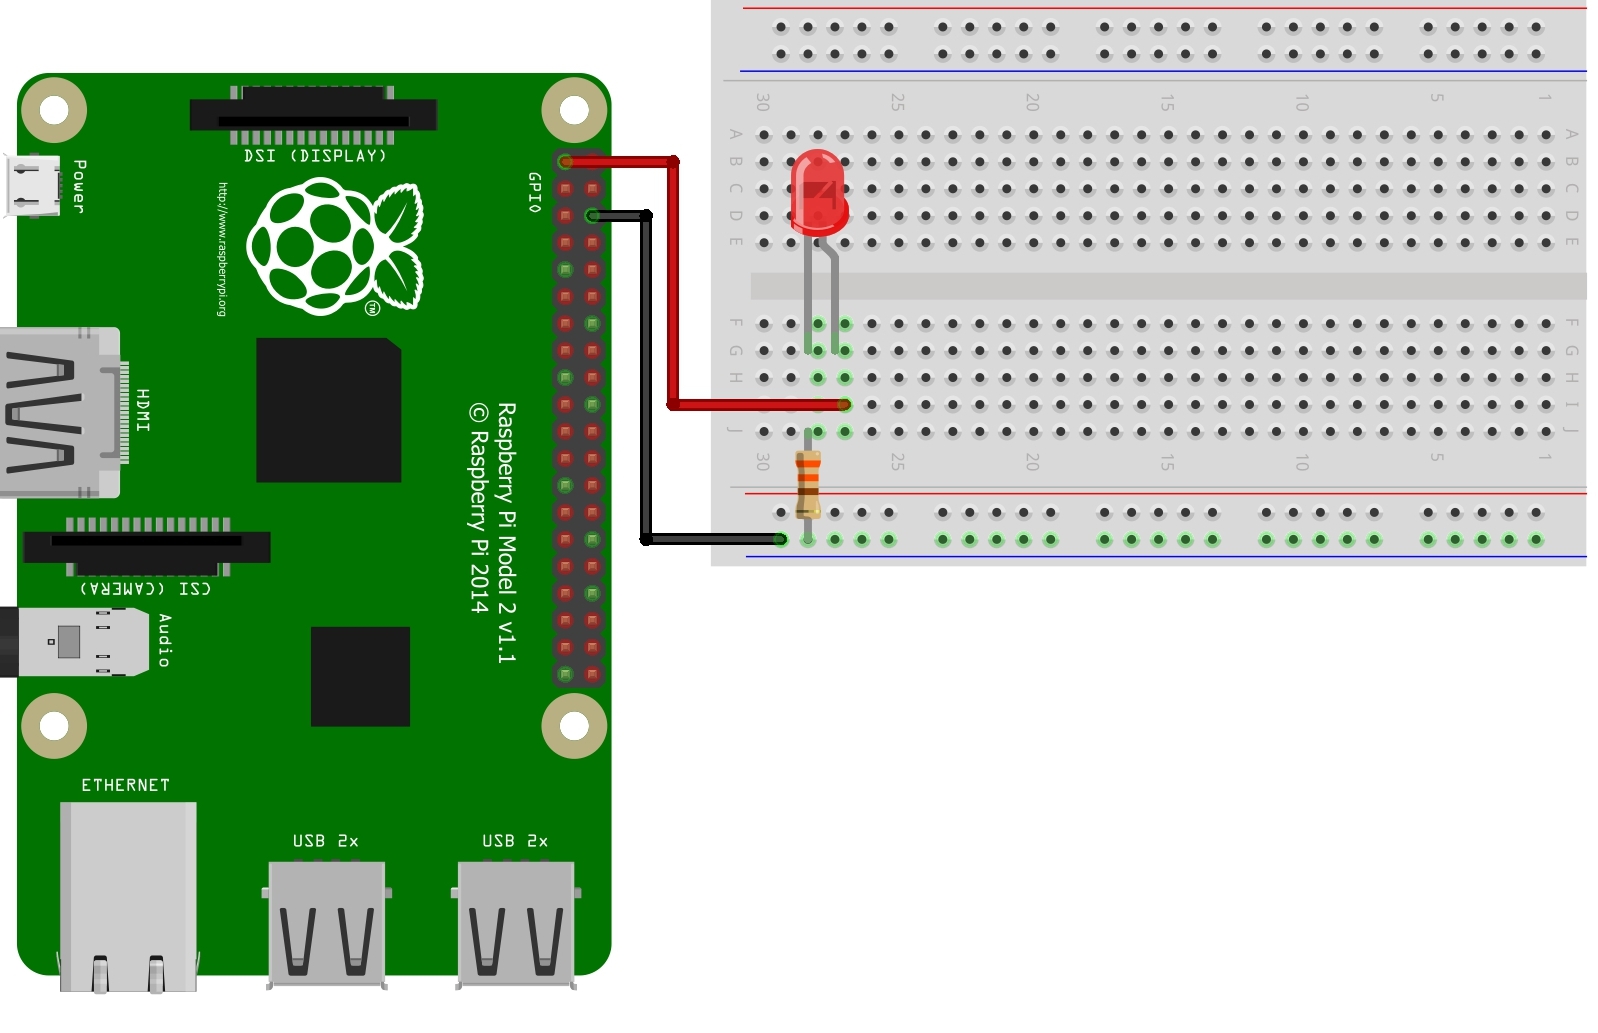 DSI (DISPLAY)
Power
http://www.raspberrypi.org
TM
GPIO
HDMI
Raspberry Pi Model 2 v1.1
© Raspberry Pi 2014
CSI (CAMERA)
Audio
ETHERNET
USB 2x
USB 2x
30 25 20 15 10 5 1
A A
B B
C C
D D
E E
F F
G G
H H
I I
J J
30 25 20 15 10 5 1